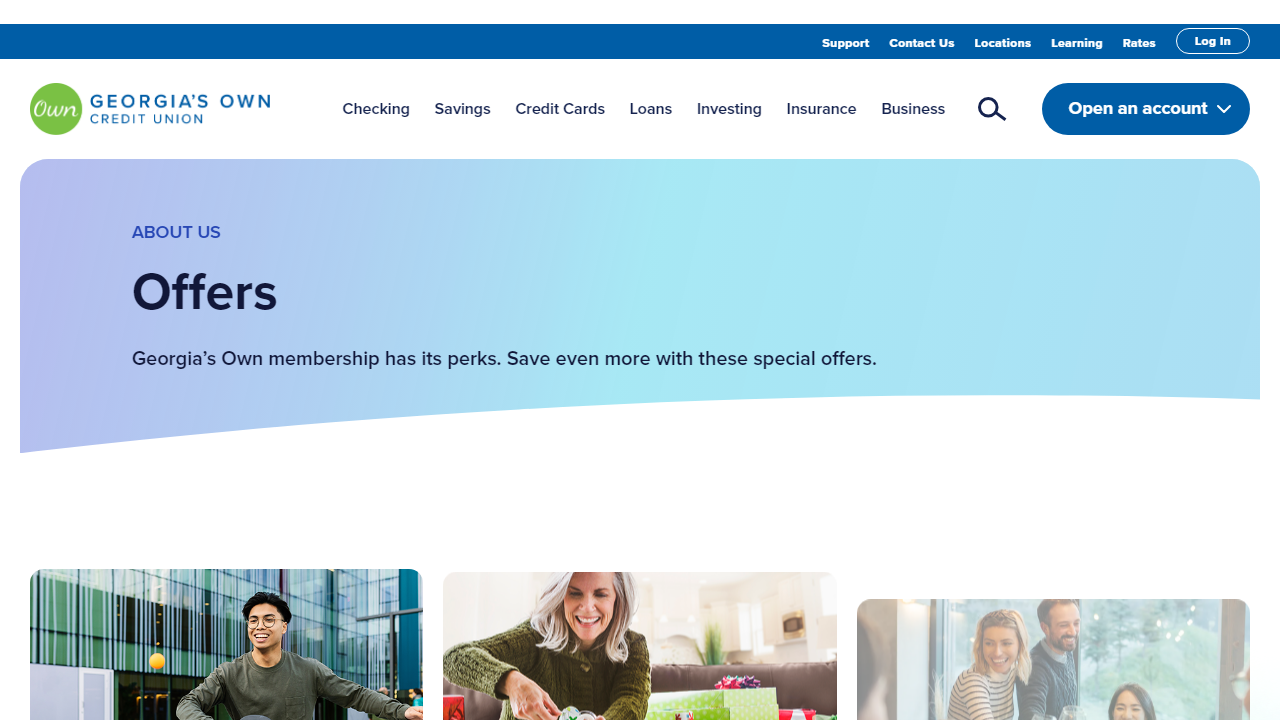 Support Contact Us Locations Learning Rates Log In
Own GEORGIA'S OWN
CREDIT UNION
Checking Savings Credit Cards Loans Investing Insurance Business Open an account
ABOUT US
Offers
Georgia’s Own membership has its perks. Save even more with these special offers.